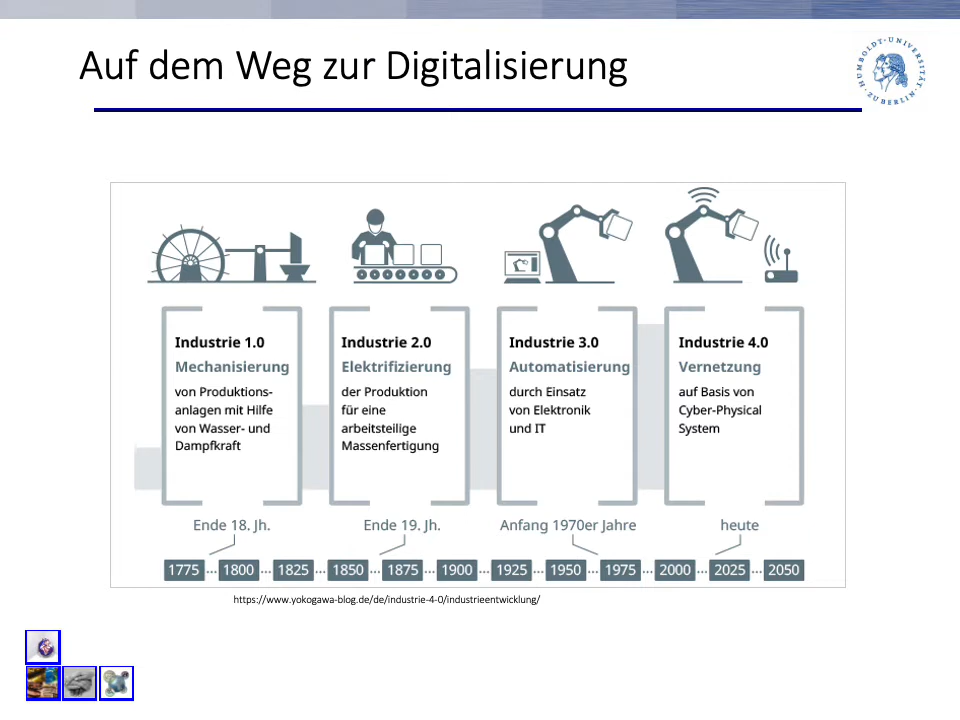 Auf dem Weg zur Digitalisierung
HUMBOLDT-UNIVERSITÄT
ZU BERLIN
Industrie 1.0
Mechanisierung
von Produktions-
anlagen mit Hilfe
von Wasser- und
Dampfkraft
Industrie 2.0
Elektrifizierung
der Produktion
für eine
arbeitsteilige
Massenfertigung
Industrie 3.0
Automatisierung
durch Einsatz
von Elektronik
und IT
Industrie 4.0
Vernetzung
auf Basis von
Cyber-Physical
System
Ende 18. Jh.
Ende 19. Jh.
Anfang 1970er Jahre
heute
1775 ... 1800 ... 1825 ... 1850 ... 1875 ... 1900 ... 1925 ... 1950 ... 1975 ... 2000 ... 2025 ... 2050
https://www.yokogawa-blog.de/de/industrie-4-0/industrieentwicklung/